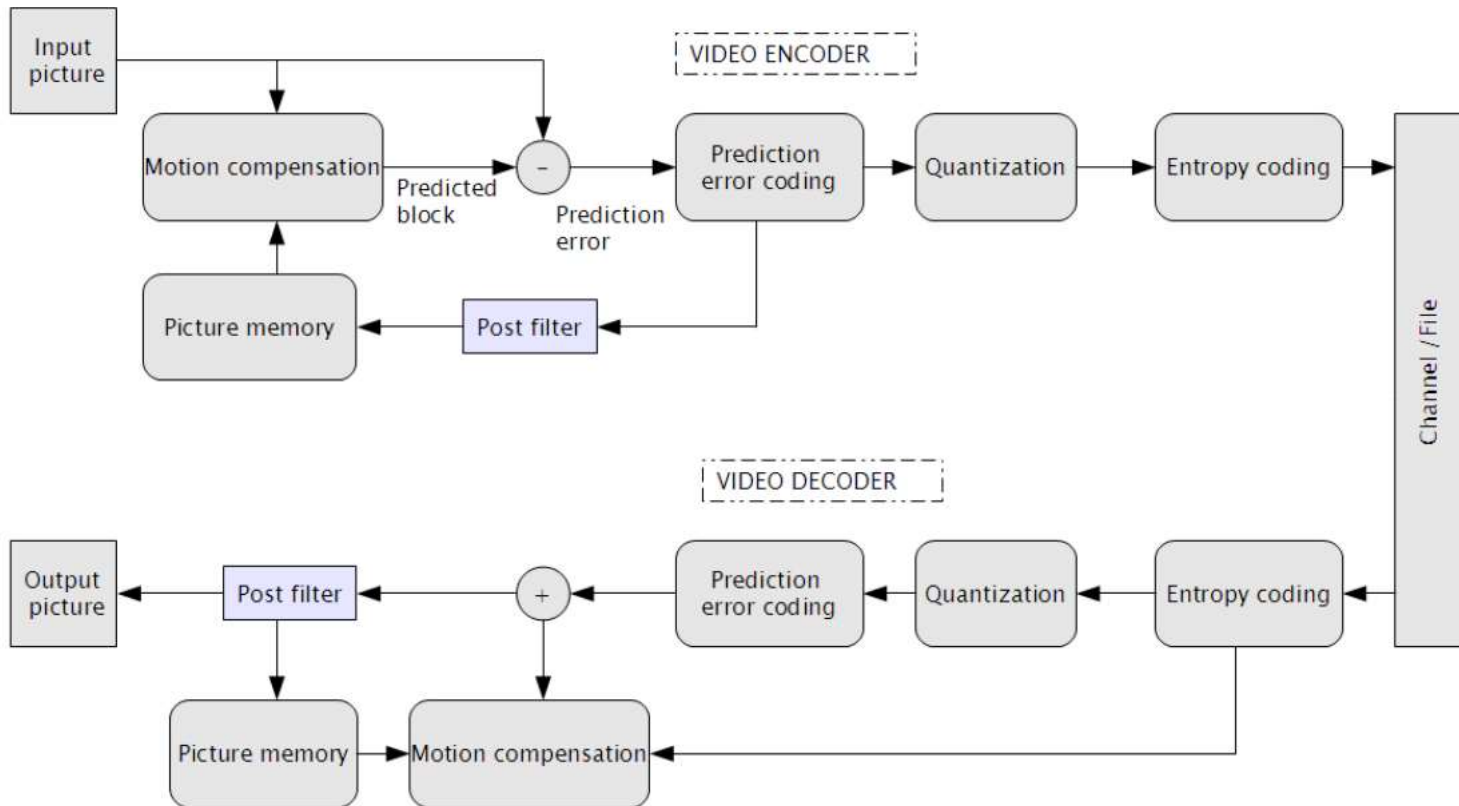 Input
picture
VIDEO ENCODER
Motion compensation
Predicted
block
-
Prediction
error
Prediction
error coding
Quantization
Entropy coding
Picture memory
Post filter
Channel /File
VIDEO DECODER
Output
picture
Post filter
+
Prediction
error coding
Quantization
Entropy coding
Picture memory
Motion compensation